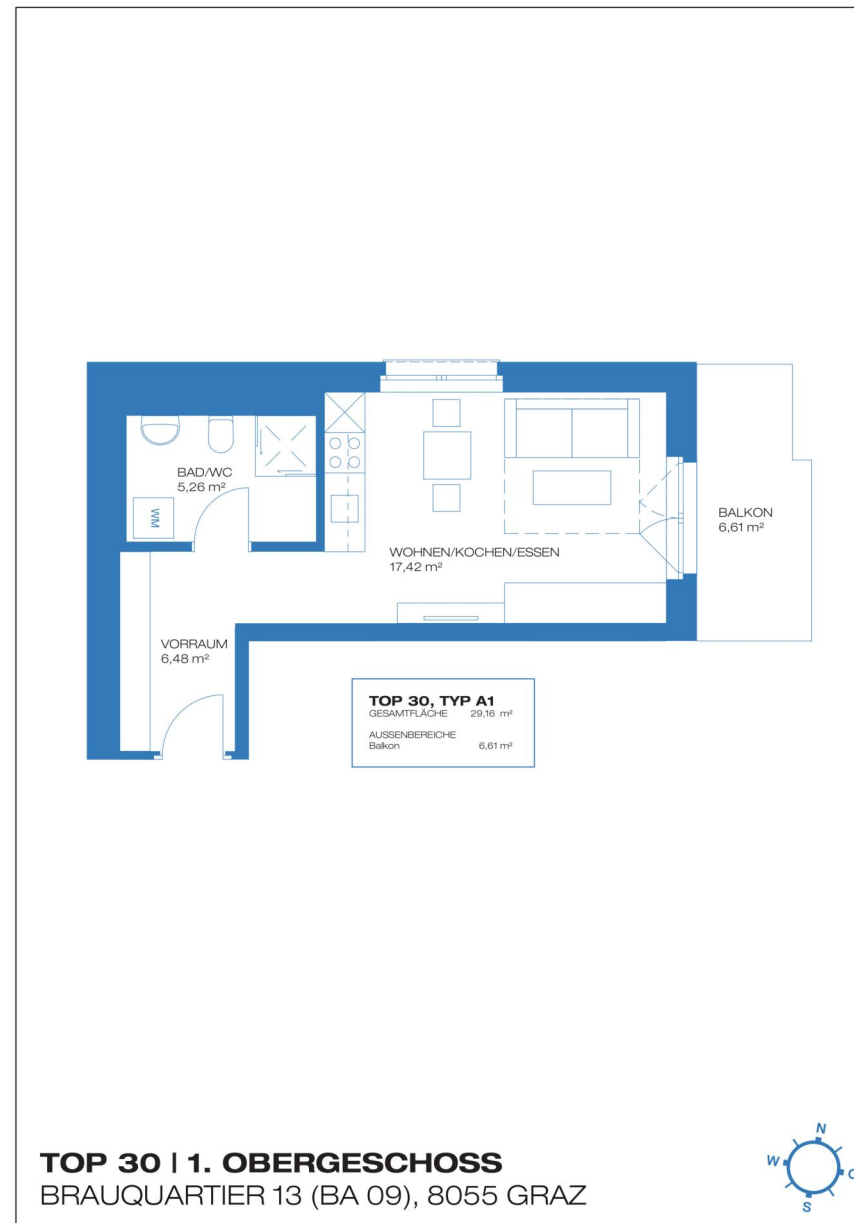 BAD/WC
5,26 m²
WM
WOHNEN/KOCHEN/ESSEN
17,42 m²
BALKON
6,61 m²
VORRAUM
6,48 m²
TOP 30, TYP A1
GESAMTFLÄCHE 29,16 m²
AUSSENBEREICHE
Balkon 6,61 m²
TOP 30 | 1. OBERGESCHOSS
BRAUQUARTIER 13 (BA 09), 8055 GRAZ
N
W
O
S